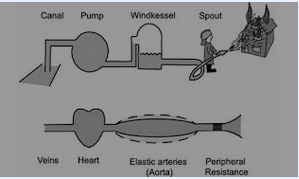 Canal Pump Windkessel Spout
Veins Heart Elastic arteries Peripheral
(Aorta) Resistance